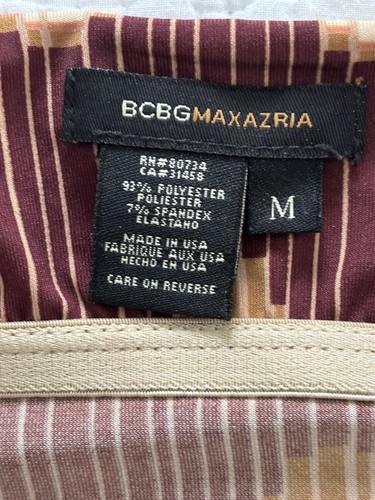 BCBGMAXAZRIA
RN#80734
CA#31458
93% POLYESTER
POLIESTER
7% SPANDEX
ELASTANO
MADE IN USA
FABRIQUE AUX USA
HECHO EN USA
CARE ON REVERSE
M